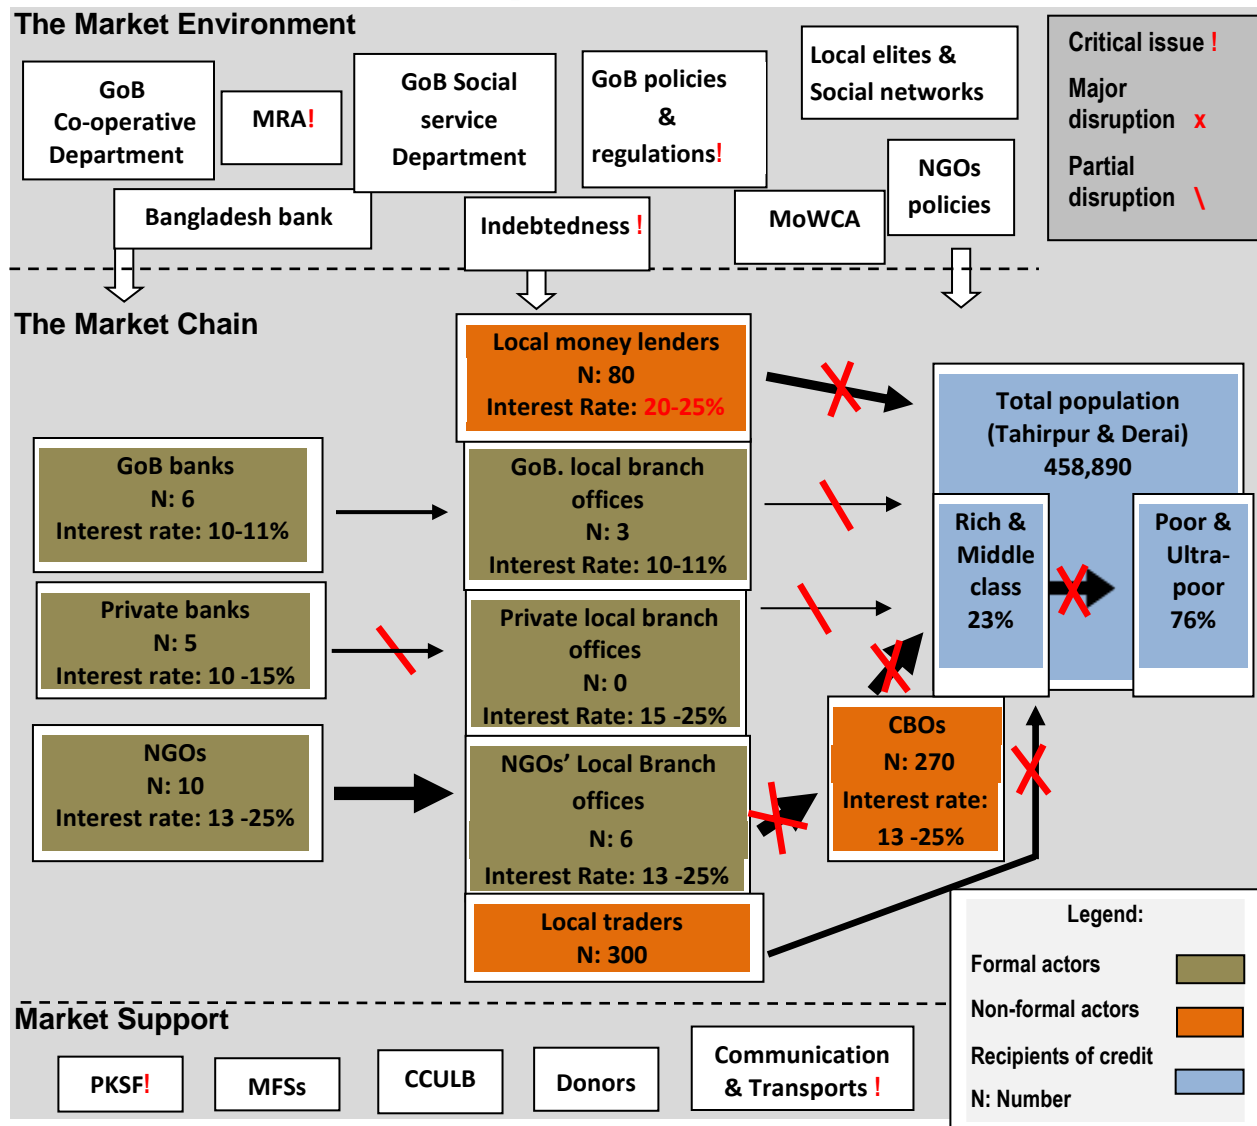 The Market Environment
GoB
Co-operative
Department
MRA!
GoB Social
service
Department
GoB policies
&
regulations!
Local elites &
Social networks
NGOs
policies
Bangladesh bank
Indebtedness !
MoWCA
Critical issue !
Major
disruption x
Partial
disruption \
The Market Chain
Local money lenders
N: 80
Interest Rate: 20-25%
GoB banks
N: 6
Interest rate: 10-11%
GoB. local branch
offices
N: 3
Interest Rate: 10-11%
Private banks
N: 5
Interest rate: 10 -15%
Private local branch
offices
N: 0
Interest Rate: 15 -25%
NGOs
N: 10
Interest rate: 13 -25%
NGOs' Local Branch
offices
N: 6
Interest Rate: 13 -25%
Local traders
N: 300
CBOs
N: 270
Interest rate:
13 -25%
Total population
(Tahirpur & Derai)
458,890
Rich &
Middle
class
23%
Poor &
Ultra-
poor
76%
Market Support
PKSF!
MFSs
CCULB
Donors
Communication
& Transports !
Legend:
Formal actors
Non-formal actors
Recipients of credit
N: Number